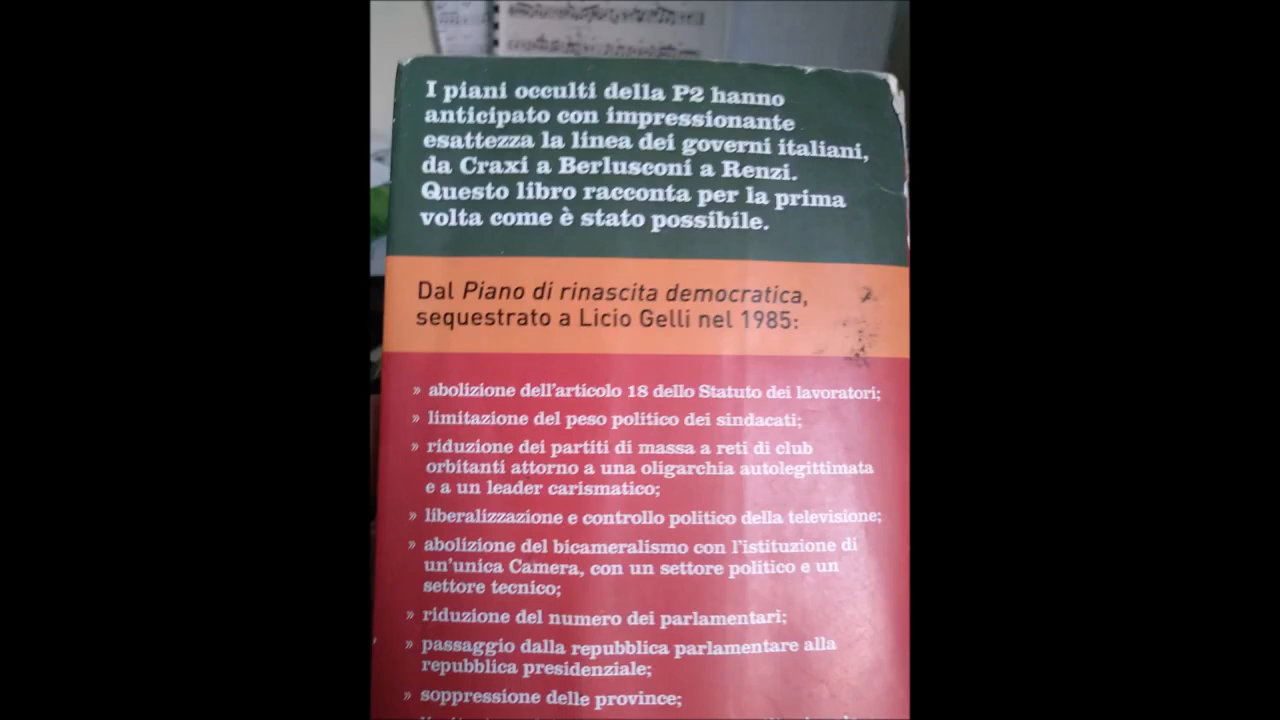 I piani occulti della P2 hanno
anticipato con impressionante
esattezza la linea dei governi italiani,
da Craxi a Berlusconi a Renzi.
Questo libro racconta per la prima
volta come è stato possibile.
Dal Piano di rinascita democratica,
sequestrato a Licio Gelli nel 1985:
» abolizione dell'articolo 18 dello Statuto dei lavoratori;
» limitazione del peso politico dei sindacati;
» riduzione dei partiti di massa a reti di club
orbitanti attorno a una oligarchia autolegittimata
e a un leader carismatico;
» liberalizzazione e controllo politico della televisione;
» abolizione del bicameralismo con l'istituzione di
un'unica Camera, con un settore politico e un
settore tecnico;
» riduzione del numero dei parlamentari;
» passaggio dalla repubblica parlamentare alla
repubblica presidenziale;
» soppressione delle province;